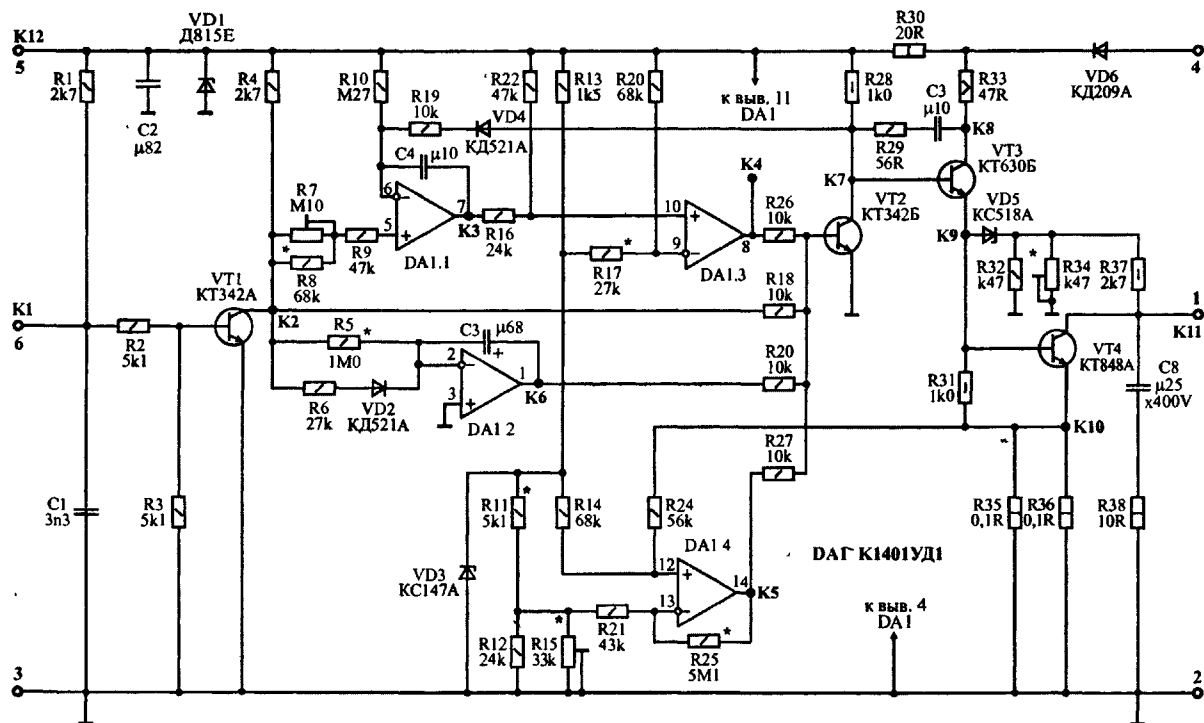 VD1
Д815Е
K12
5
R1
2k7
C2
µ82
R4
2k7
R10
M27
R19
10k
VD4
КД521А
R22
47k
R13
1k5
R20
68k
к выв. 11
DA1
R28
1k0
R30
20R
R33
47R
VD6
КД209А
4
C3
µ10
K8
R29
56R
VT3
КТ630Б
C4
µ10
R7
M10
*
R8
68k
R9
47k
6
5
7
K3
DA1.1
R16
24k
*
R17
27k
K4
10
9
8
DA1.3
R26
10k
K7
VT2
КТ342Б
K9
VD5
КС518А
R32
k47
*
R34
k47
R37
2k7
1
K11
K1
6
R2
5k1
VT1
КТ342А
K2
R5
*
1M0
R6
27k
VD2
КД521А
C3
µ68
+
2
3
1
K6
DA1 2
R18
10k
R20
10k
R27
10k
R31
1k0
VT4
КТ848А
C8
µ25
x400V
K10
C1
3n3
R3
5k1
VD3
КС147А
R11
*
5k1
R14
68k
R24
56k
DA1 4
12
13
14
K5
R12
24k
*
R15
33k
R21
43k
R25
*
5M1
DA1 К1401УД1
к выв. 4
DA1
R35
0,1R
R36
0,1R
R38
10R
3
2